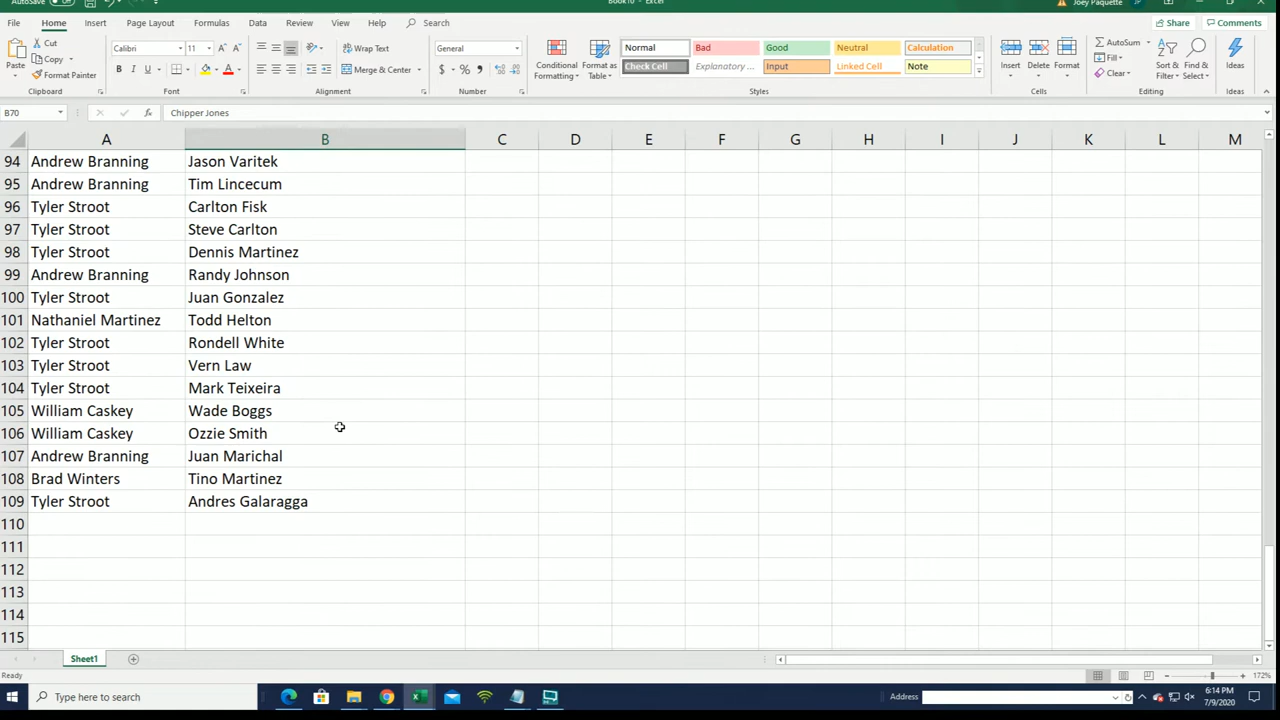 AutoSave Off Book10 - Excel Joey Paquette JP
File Home Insert Page Layout Formulas Data Review View Help Search Share Comments
Paste Cut Copy Format Painter Clipboard
Calibri 11 B I U A Font
Wrap Text Merge & Center Alignment
General $ % Number
Conditional Formatting Format as Table
Normal Bad Good Neutral Calculation
Check Cell Explanatory ... Input Linked Cell Note
Styles
Insert Delete Format Cells
AutoSum Fill Clear Sort & Filter Find & Select Editing
Ideas Ideas
B70 fx Chipper Jones
A B C D E F G H I J K L M
94 Andrew Branning Jason Varitek
95 Andrew Branning Tim Lincecum
96 Tyler Stroot Carlton Fisk
97 Tyler Stroot Steve Carlton
98 Tyler Stroot Dennis Martinez
99 Andrew Branning Randy Johnson
100 Tyler Stroot Juan Gonzalez
101 Nathaniel Martinez Todd Helton
102 Tyler Stroot Rondell White
103 Tyler Stroot Vern Law
104 Tyler Stroot Mark Teixeira
105 William Caskey Wade Boggs
106 William Caskey Ozzie Smith
107 Andrew Branning Juan Marichal
108 Brad Winters Tino Martinez
109 Tyler Stroot Andres Galaragga
110
111
112
113
114
115
Sheet1
Ready 172%
Type here to search Address 6:14 PM
7/9/2020